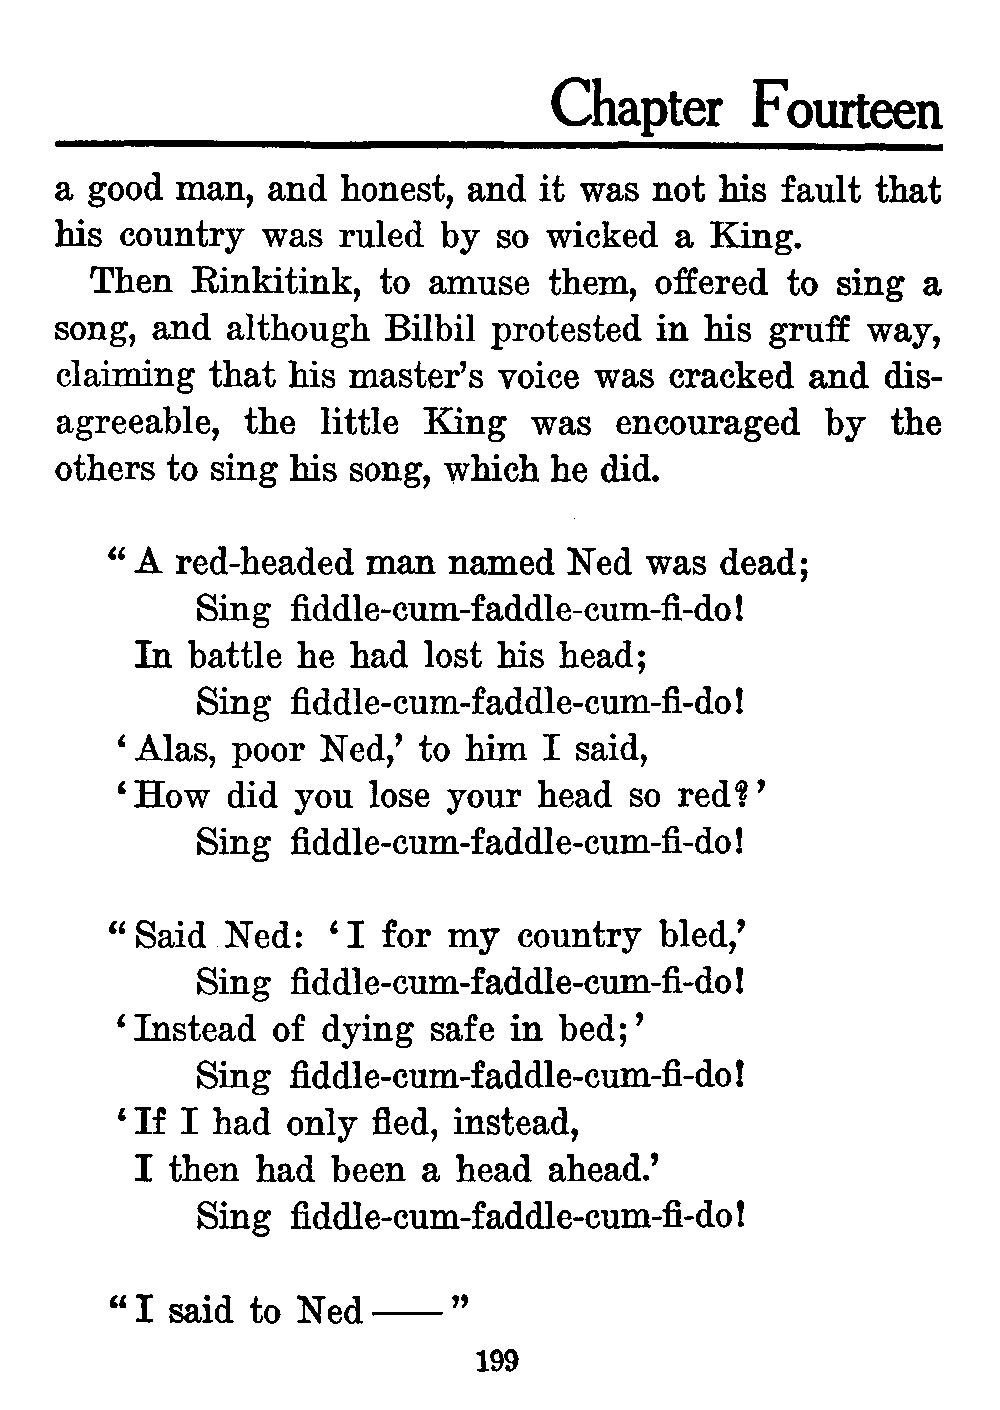 Chapter Fourteen
a good man, and honest, and it was not his fault that
his country was ruled by so wicked a King.
Then Rinkitink, to amuse them, offered to sing a
song, and although Bilbil protested in his gruff way,
claiming that his master's voice was cracked and dis-
agreeable, the little King was encouraged by the
others to sing his song, which he did.
“A red-headed man named Ned was dead;
Sing fiddle-cum-faddle-cum-fi-do!
In battle he had lost his head;
Sing fiddle-cum-faddle-cum-fi-do!
‘Alas, poor Ned,’ to him I said,
‘How did you lose your head so red?’
Sing fiddle-cum-faddle-cum-fi-do!
“Said Ned: ‘I for my country bled,’
Sing fiddle-cum-faddle-cum-fi-do!
‘Instead of dying safe in bed;’
Sing fiddle-cum-faddle-cum-fi-do!
‘If I had only fled, instead,
I then had been a head ahead.’
Sing fiddle-cum-faddle-cum-fi-do!
“I said to Ned——”
199